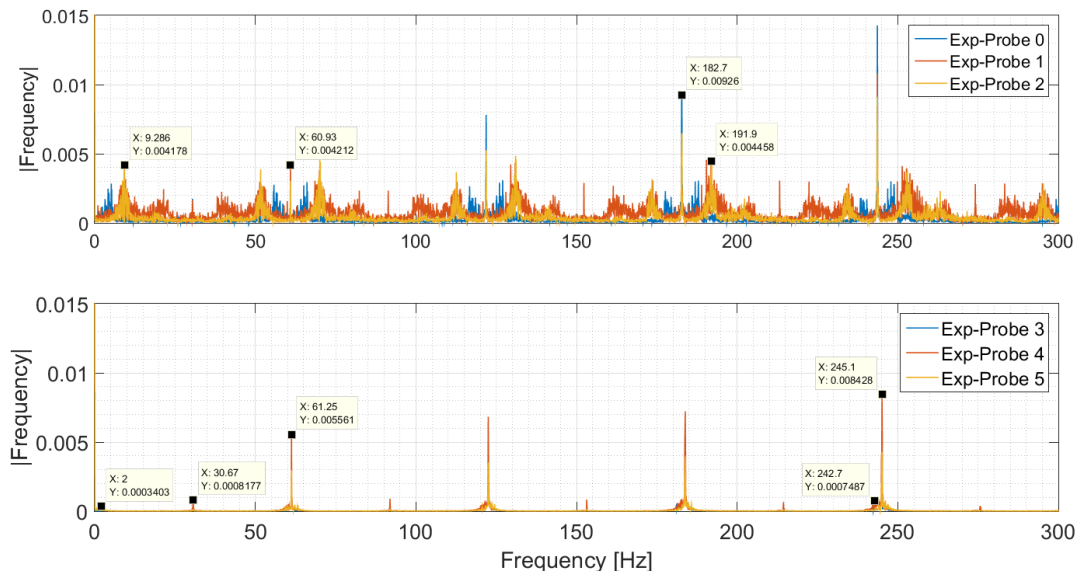 0.015
0.01
0.005
0
|Frequency|
X: 9.286
Y: 0.004178
X: 60.93
Y: 0.004212
X: 182.7
Y: 0.00926
X: 191.9
Y: 0.004458
Exp-Probe 0
Exp-Probe 1
Exp-Probe 2
0 50 100 150 200 250 300
0.015
0.01
0.005
0
|Frequency|
X: 2
Y: 0.0003403
X: 30.67
Y: 0.0008177
X: 61.25
Y: 0.005561
X: 245.1
Y: 0.008428
X: 242.7
Y: 0.0007487
Exp-Probe 3
Exp-Probe 4
Exp-Probe 5
0 50 100 150 200 250 300
Frequency [Hz]